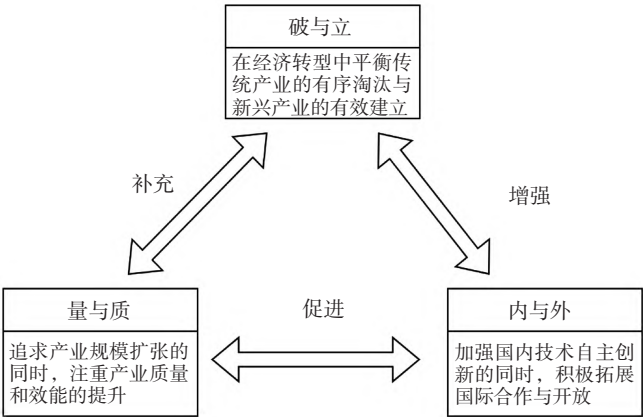 破与立
在经济转型中平衡传
统产业的有序淘汰与
新兴产业的有效建立
补充
增强
量与质
追求产业规模扩张的
同时，注重产业质量
和效能的提升
促进
内与外
加强国内技术自主创
新的同时，积极拓展
国际合作与开放